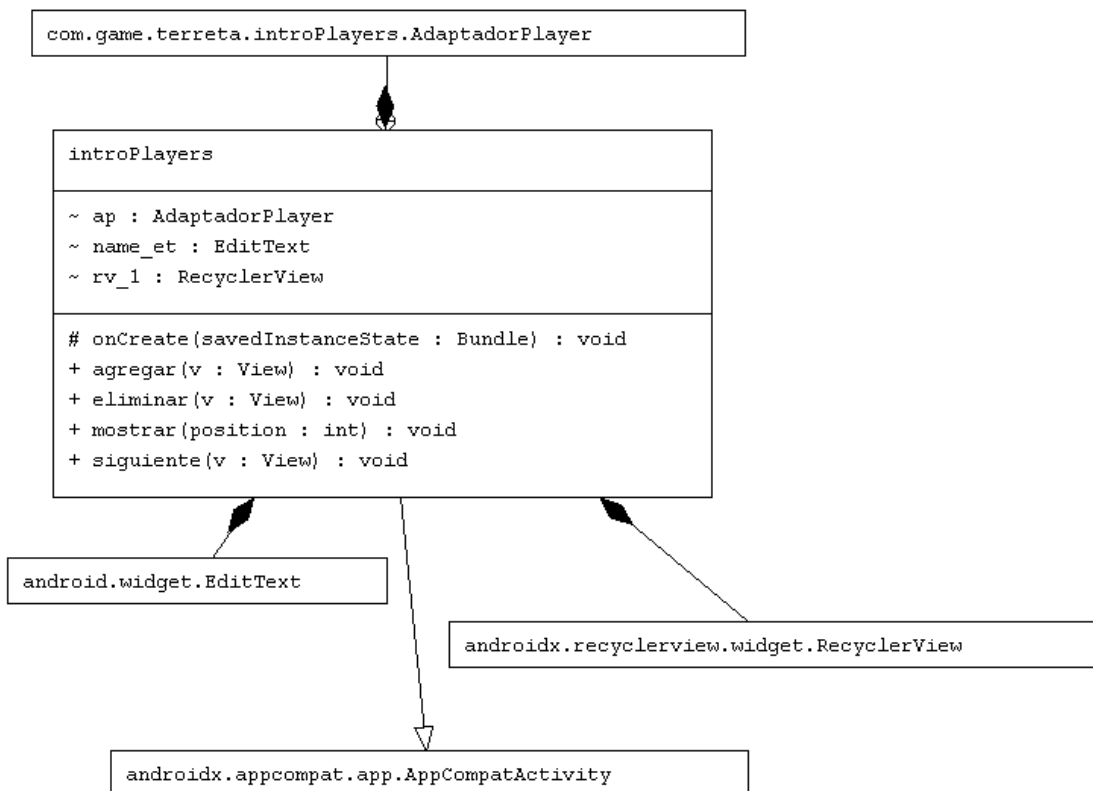 com.game.terreta.introPlayers.AdaptadorPlayer
introPlayers
~ ap : AdaptadorPlayer
~ name_et : EditText
~ rv_1 : RecyclerView
# onCreate(savedInstanceState : Bundle) : void
+ agregar(v : View) : void
+ eliminar(v : View) : void
+ mostrar(position : int) : void
+ siguiente(v : View) : void
android.widget.EditText
androidx.recyclerview.widget.RecyclerView
androidx.appcompat.app.AppCompatActivity